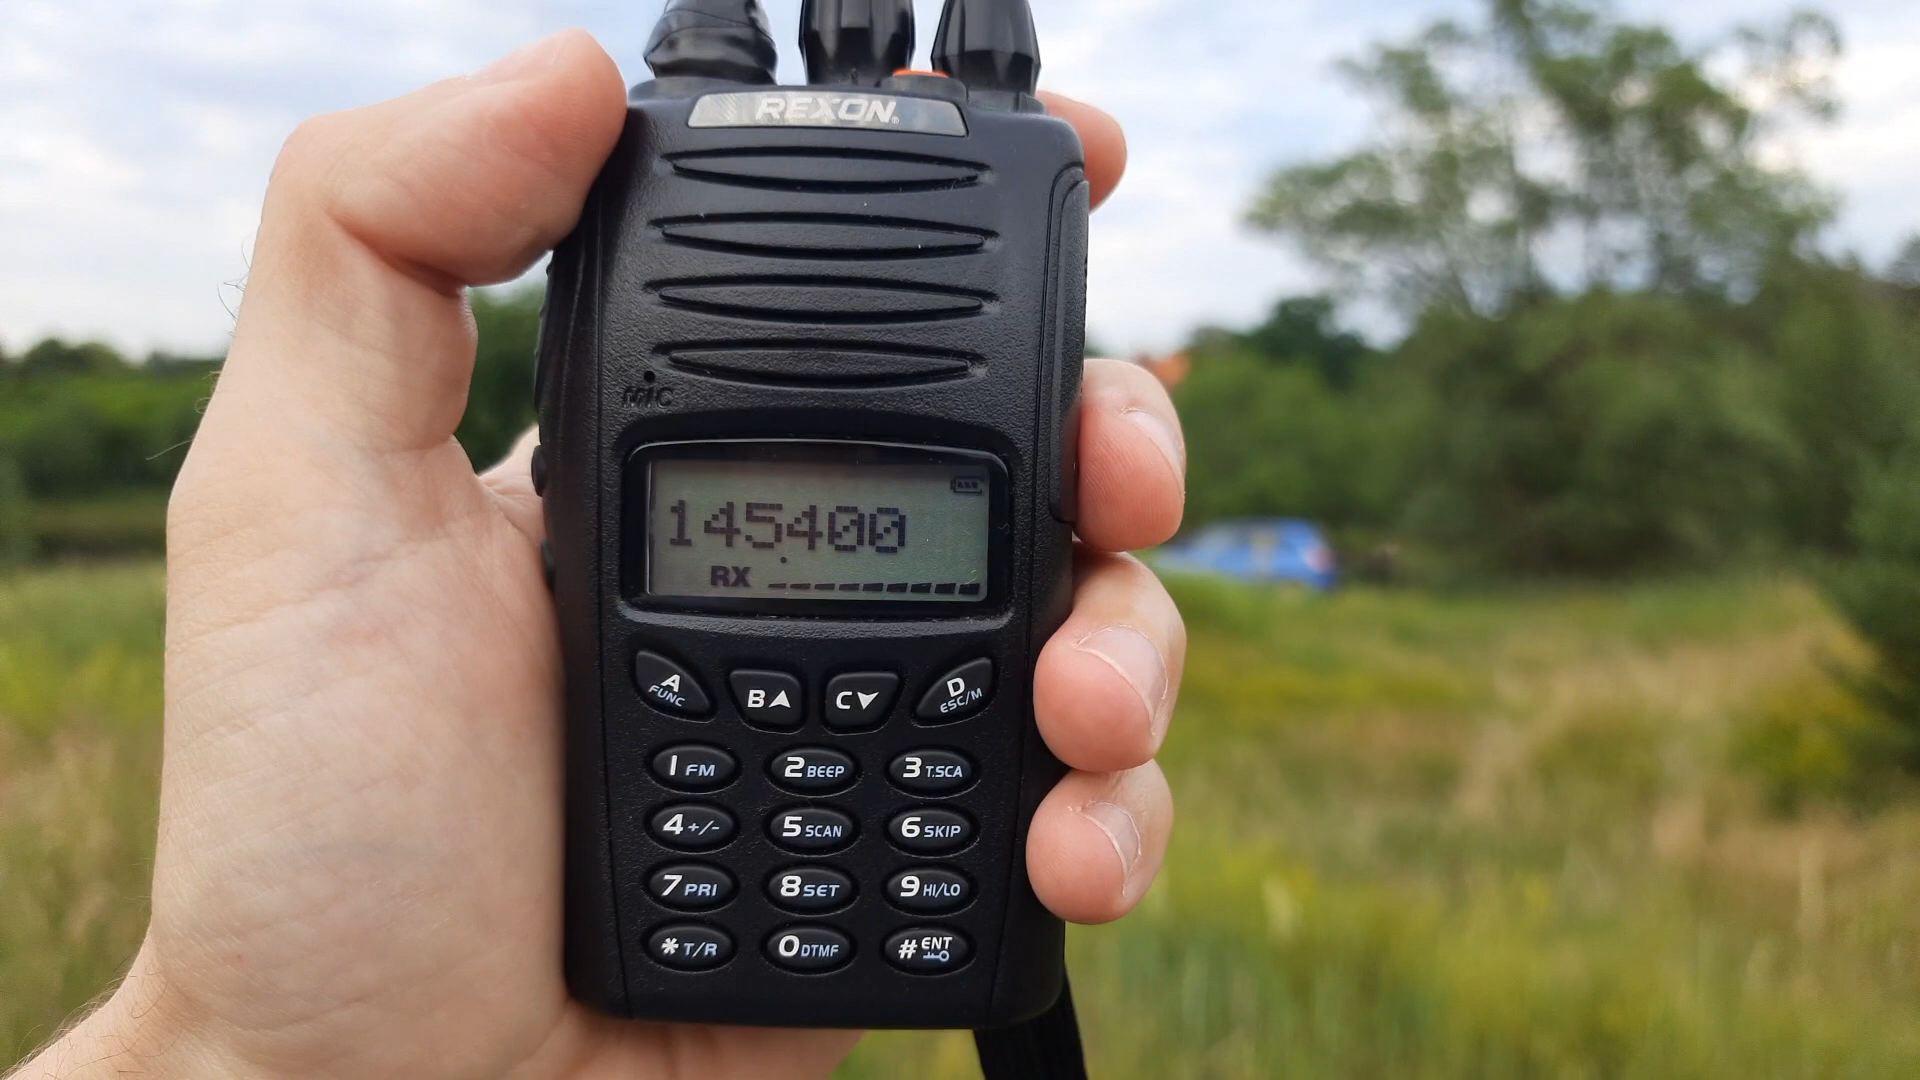 REXON®
MIC
145.400
RX
A FUNC B▲ C▼ D ESC/M
1 FM 2 BEEP 3 T.SCA
4 +/- 5 SCAN 6 SKIP
7 PRI 8 SET 9 HI/LO
* T/R 0 DTMF # ENT